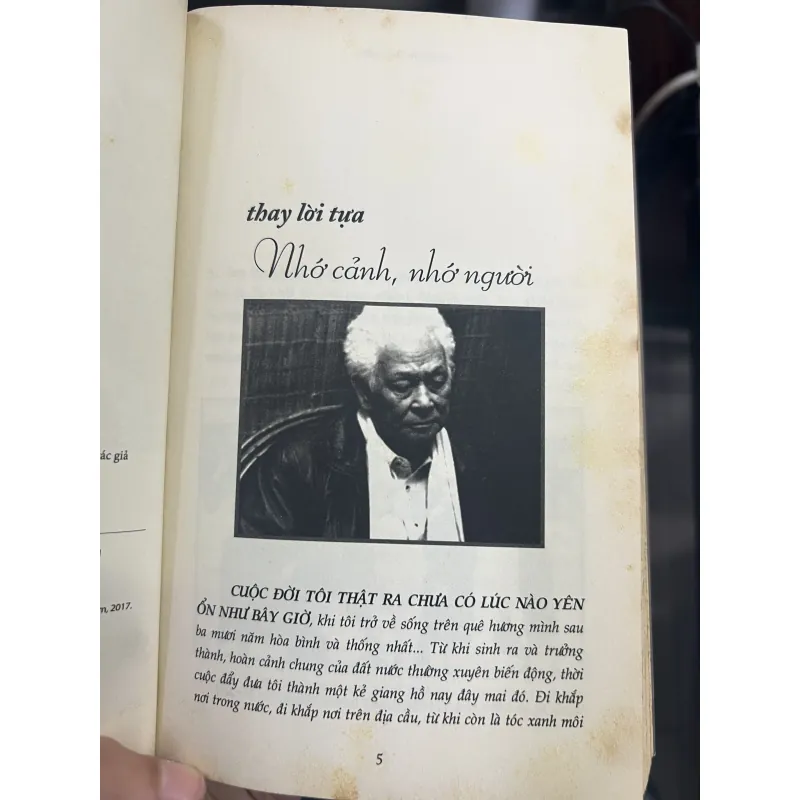 ác giả
n, 2017.
thay lời tựa
Nhớ cảnh, nhớ người
CUỘC ĐỜI TÔI THẬT RA CHƯA CÓ LÚC NÀO YÊN
ỔN NHƯ BÂY GIỜ, khi tôi trở về sống trên quê hương mình sau
ba mươi năm hòa bình và thống nhất... Từ khi sinh ra và trưởng
thành, hoàn cảnh chung của đất nước thường xuyên biến động, thời
cuộc đẩy đưa tôi thành một kẻ giang hồ nay đây mai đó. Đi khắp
nơi trong nước, đi khắp nơi trên địa cầu, từ khi còn là tóc xanh môi
5